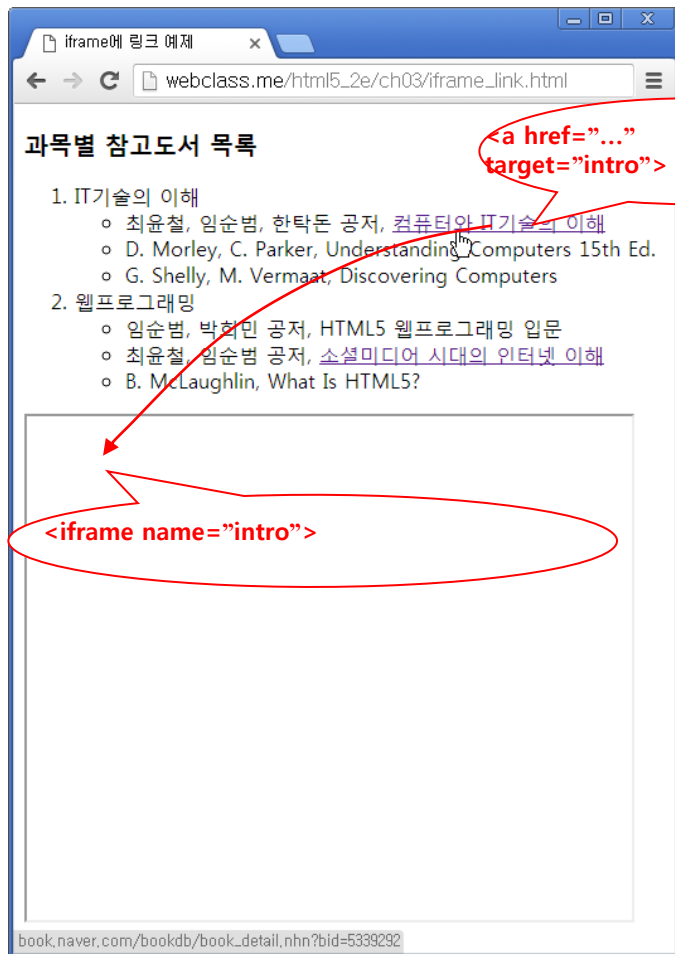 iframe에 링크 예제
webclass.me/html5_2e/ch03/iframe_link.html
<a href=”…”
target=”intro”>
과목별 참고도서 목록
1. IT기술의 이해
최윤철, 임순범, 한탁돈 공저, 컴퓨터와 IT기술의 이해
D. Morley, C. Parker, Understanding Computers 15th Ed.
G. Shelly, M. Vermaat, Discovering Computers
2. 웹프로그래밍
임순범, 박희민 공저, HTML5 웹프로그래밍 입문
최윤철, 임순범 공저, 소셜미디어 시대의 인터넷 이해
B. McLaughlin, What Is HTML5?
<iframe name=”intro”>
book.naver.com/bookdb/book_detail.nhn?bid=5339292